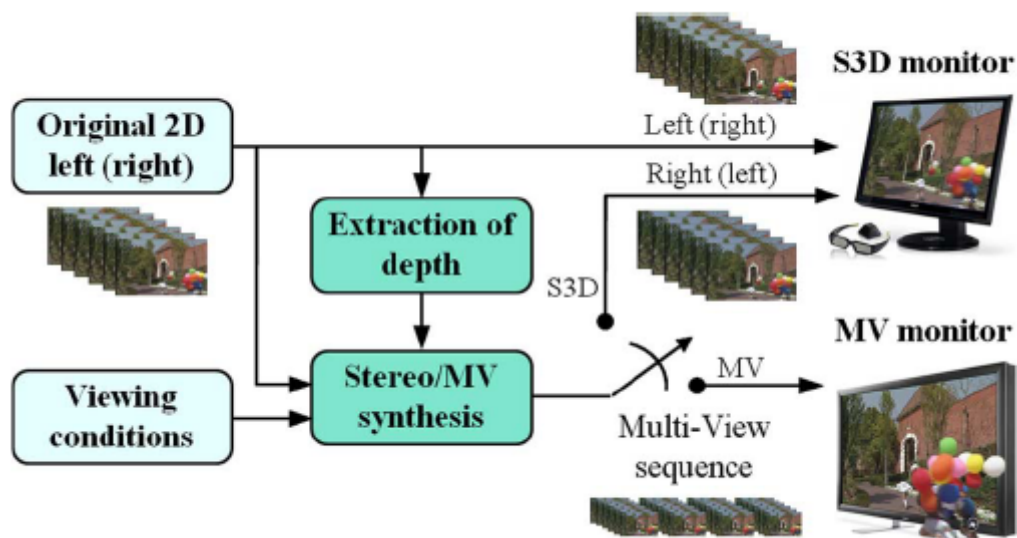 S3D monitor
Original 2D
left (right)
Left (right)
Right (left)
Extraction of
depth
S3D
MV monitor
Viewing
conditions
Stereo/MV
synthesis
MV
Multi-View
sequence